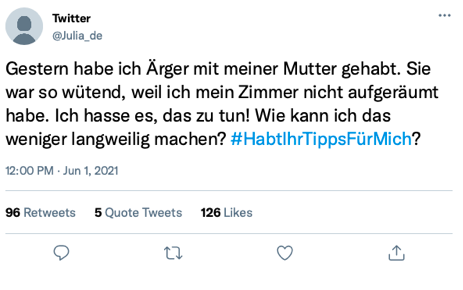 Twitter
@Julia_de
Gestern habe ich Ärger mit meiner Mutter gehabt. Sie
war so wütend, weil ich mein Zimmer nicht aufgeräumt
habe. Ich hasse es, das zu tun! Wie kann ich das
weniger langweilig machen? #HabtIhrTippsFürMich?
12:00 PM · Jun 1, 2021
96 Retweets 5 Quote Tweets 126 Likes